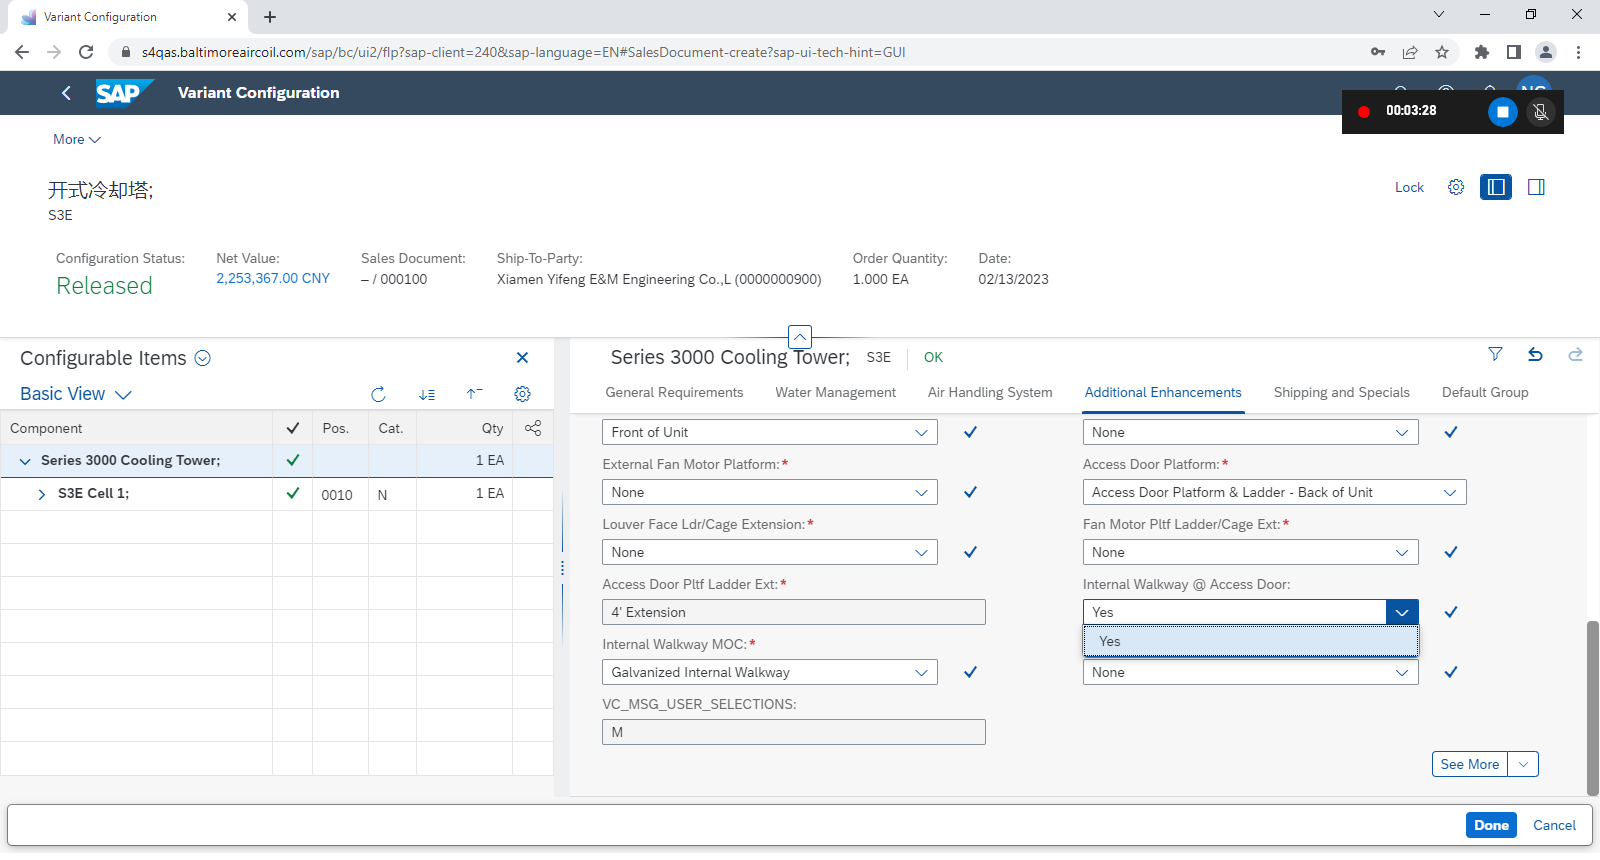 Variant Configuration
s4qas.baltimoreaircoil.com/sap/bc/ui2/flp?sap-client=240&sap-language=EN#SalesDocument-create?sap-ui-tech-hint=GUI
SAP Variant Configuration
00:03:28
More
开式冷却塔;
S3E
Lock
Configuration Status: Net Value: Sales Document: Ship-To-Party: Order Quantity: Date:
Released 2,253,367.00 CNY – / 000100 Xiamen Yifeng E&M Engineering Co.,L (0000000900) 1.000 EA 02/13/2023
Configurable Items
Basic View
Component Pos. Cat. Qty
Series 3000 Cooling Tower; 1 EA
S3E Cell 1; 0010 N 1 EA
Series 3000 Cooling Tower; S3E OK
General Requirements Water Management Air Handling System Additional Enhancements Shipping and Specials Default Group
Front of Unit None
External Fan Motor Platform:* Access Door Platform:*
None Access Door Platform & Ladder - Back of Unit
Louver Face Ldr/Cage Extension:* Fan Motor Pltf Ladder/Cage Ext:*
None None
Access Door Pltf Ladder Ext:* Internal Walkway @ Access Door:
4' Extension Yes
Internal Walkway MOC:* Yes
Galvanized Internal Walkway None
VC_MSG_USER_SELECTIONS:
M
See More
Done Cancel